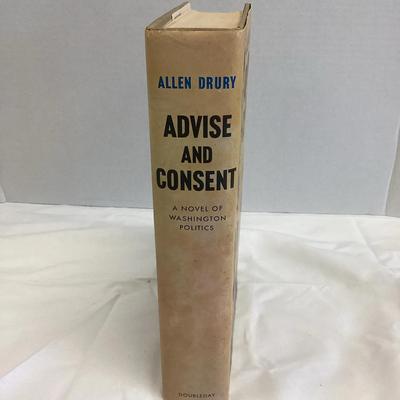 ALLEN DRURY
ADVISE
AND
CONSENT
A NOVEL OF
WASHINGTON
POLITICS
DOUBLEDAY